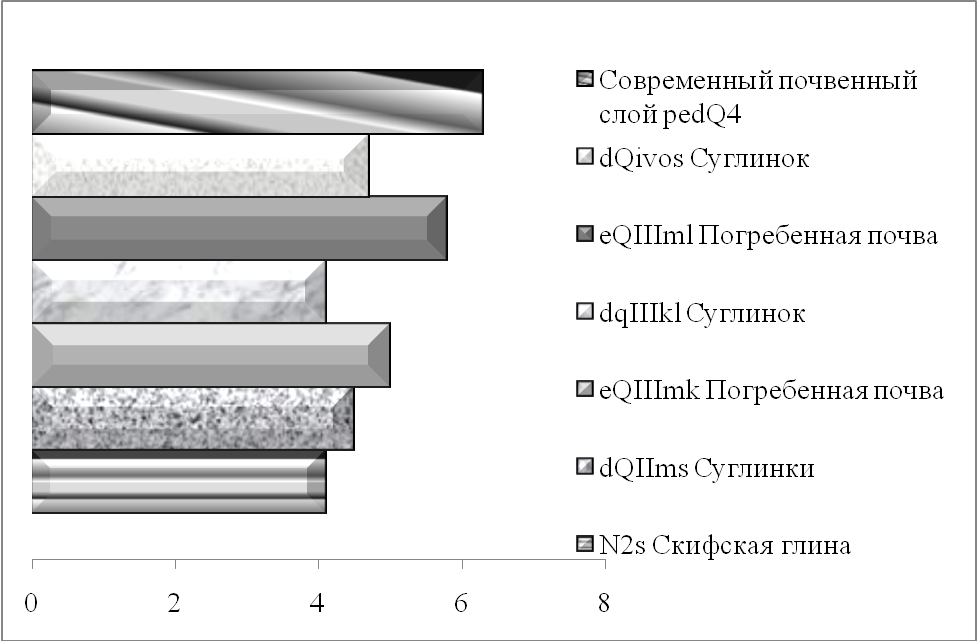 Современный почвенный
слой pedQ4
dQivos Суглинок
eQIIIml Погребенная почва
dqIIIkl Суглинок
eQIIImk Погребенная почва
dQIIms Суглинки
N2s Скифская глина
0 2 4 6 8